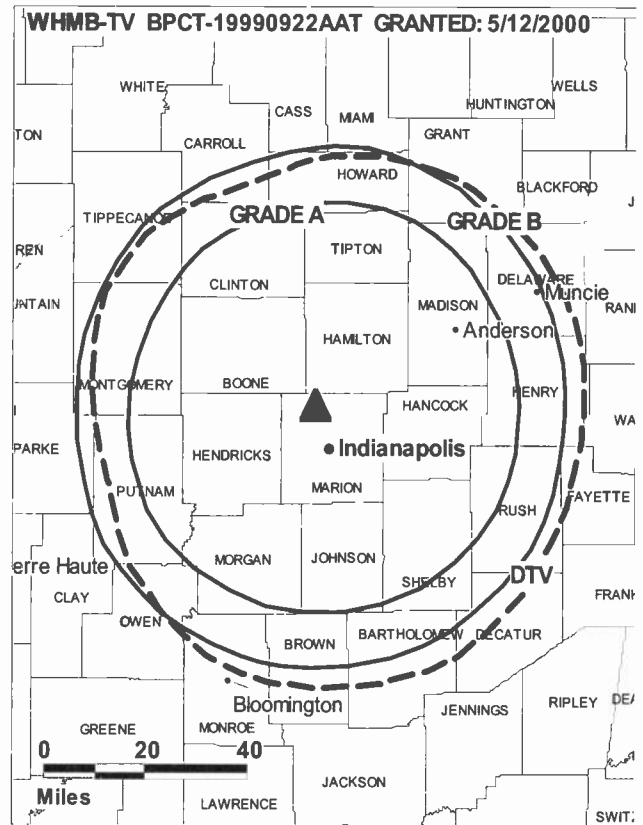 WHMB-TV BPCT-19990922AAT GRANTED: 5/12/2000
WHITE
CASS
MIAMI
WELLS
HUNTINGTON
TON
CARROLL
GRANT
HOWARD
BLACKFORD
TIPPECANOE
GRADE A
GRADE B
J
REN
TIPTON
CLINTON
DELAWARE
Muncie
NTAIN
MADISON
RANI
Anderson
HAMILTON
MONTGOMERY
BOONE
HENRY
HANCOCK
WA
PARKE
HENDRICKS
Indianapolis
MARION
PUTNAM
FAYETTE
RUSH
MORGAN
JOHNSON
erre Haute
SHELBY
DTV
CLAY
FRANK
OWEN
BROWN
BARTHOLOMEW
DECATUR
Bloomington
JENNINGS
RIPLEY
DEA
GREENE
MONROE
0 20 40
Miles
JACKSON
LAWRENCE
SWIT